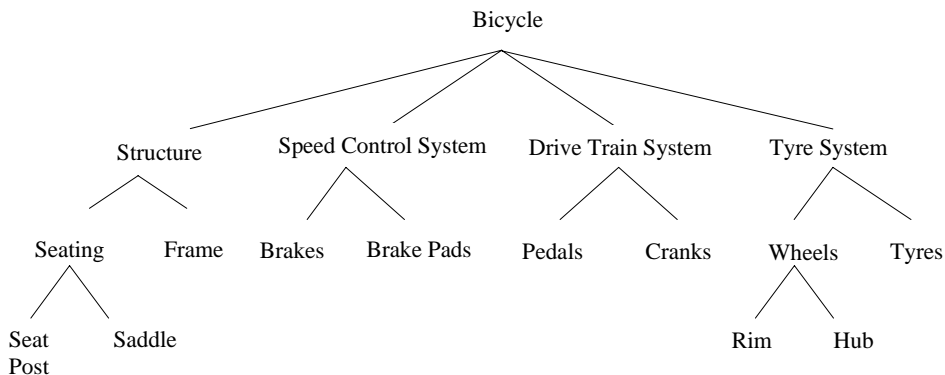 Bicycle
Structure
Speed Control System
Drive Train System
Tyre System
Seating
Frame
Brakes
Brake Pads
Pedals
Cranks
Wheels
Tyres
Seat
Post
Saddle
Rim
Hub